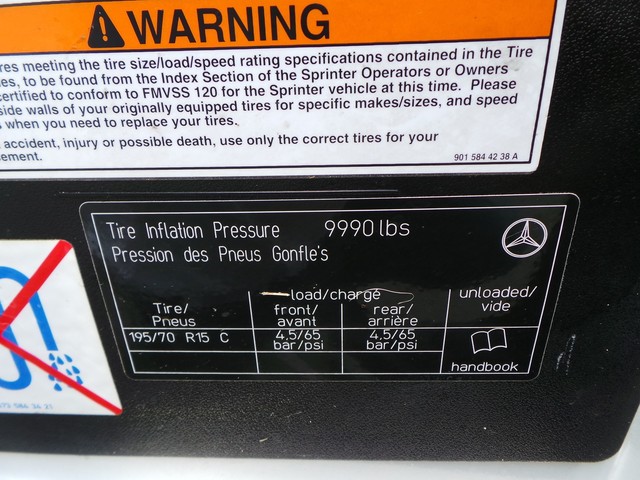 WARNING
res meeting the tire size/load/speed rating specifications contained in the Tire
es, to be found from the Index Section of the Sprinter Operators or Owners
certified to conform to FMVSS 120 for the Sprinter vehicle at this time. Please
side walls of your originally equipped tires for specific makes/sizes, and speed
when you need to replace your tires.
accident, injury or possible death, use only the correct tires for your
cement.
901 584 42 38 A
Tire Inflation Pressure 9990 lbs
Pression des Pneus Gonfle's
load/chargé unloaded/
Tire/ front/ rear/ vide
Pneus avant arrière
195/70 R15 C 4,5/65 4,5/65
bar/psi bar/psi
handbook